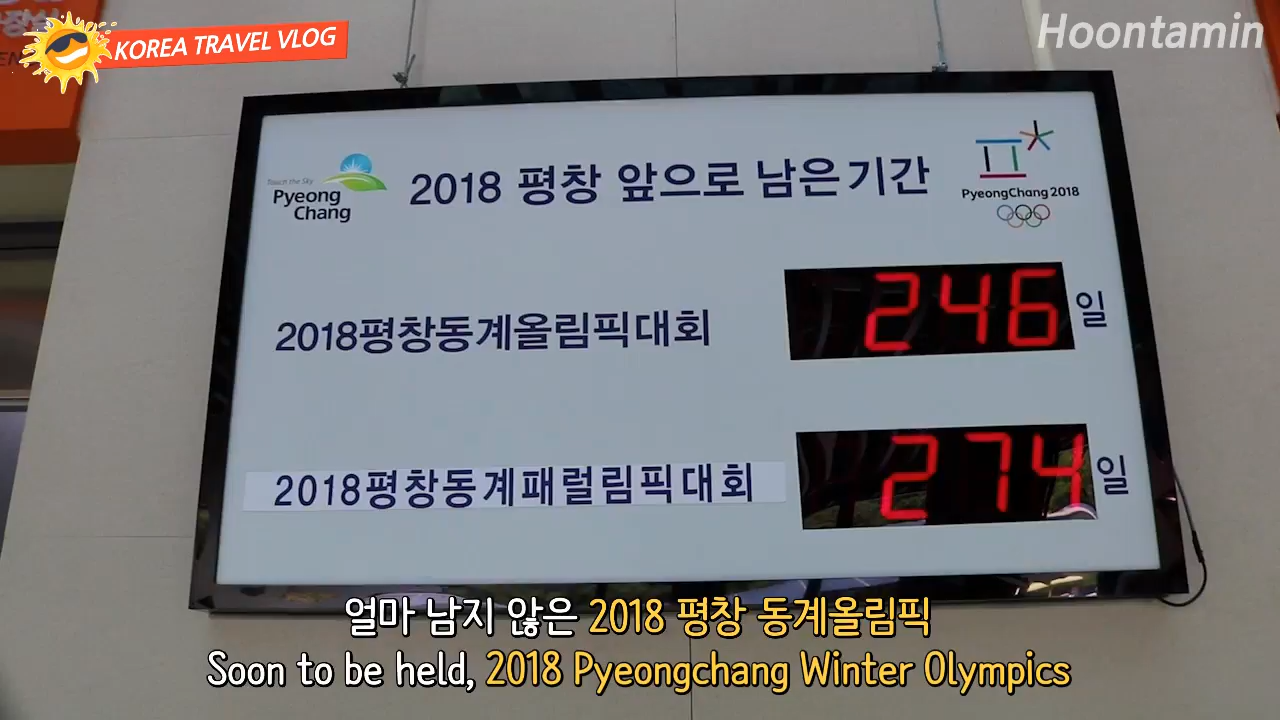 KOREA TRAVEL VLOG
Hoontamin
Touch the Sky
Pyeong
Chang
2018 평창 앞으로 남은기간
PyeongChang 2018
2018평창동계올림픽대회
246 일
2018평창동계패럴림픽대회
274 일
얼마 남지 않은 2018 평창 동계올림픽
Soon to be held, 2018 Pyeongchang Winter Olympics